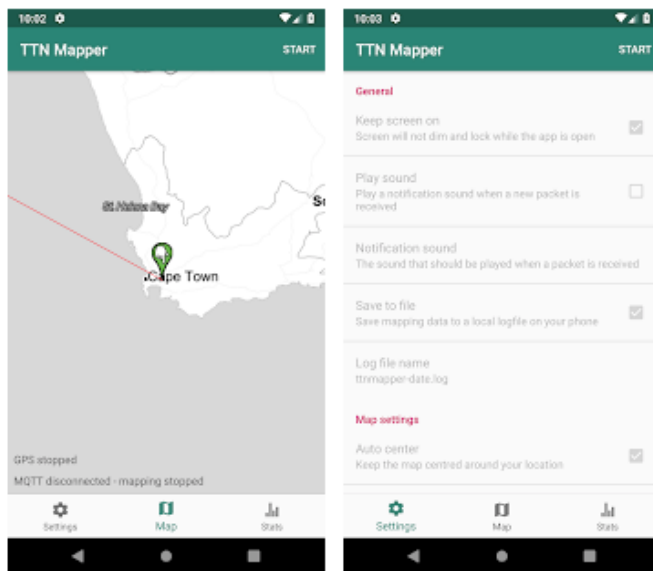 10:02
TTN Mapper START
St. Helena Bay
Cape Town
GPS stopped
MQTT disconnected - mapping stopped
Settings Map Stats
10:03
TTN Mapper START
General
Keep screen on
Screen will not dim and lock while the app is open
Play sound
Play a notification sound when a new packet is
received
Notification sound
The sound that should be played when a packet is received
Save to file
Save mapping data to a local logfile on your phone
Log file name
ttnmapper-date.log
Map settings
Auto center
Keep the map centred around your location
Settings Map Stats